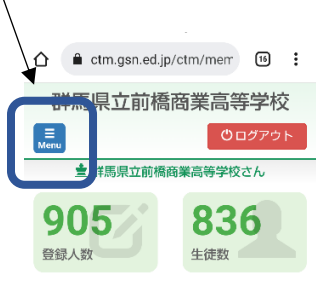 ctm.gsn.ed.jp/ctm/mem 16
群馬県立前橋商業高等学校
Menu ログアウト
群馬県立前橋商業高等学校さん
905 836
登録人数 生徒数